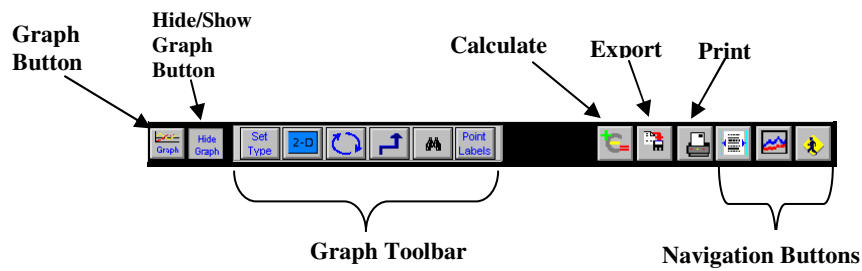 Hide/Show
Graph
Button
Graph
Button
Calculate
Export
Print
Graph
Hide
Graph
Set
Type
2-D
Point
Labels
Graph Toolbar
Navigation Buttons